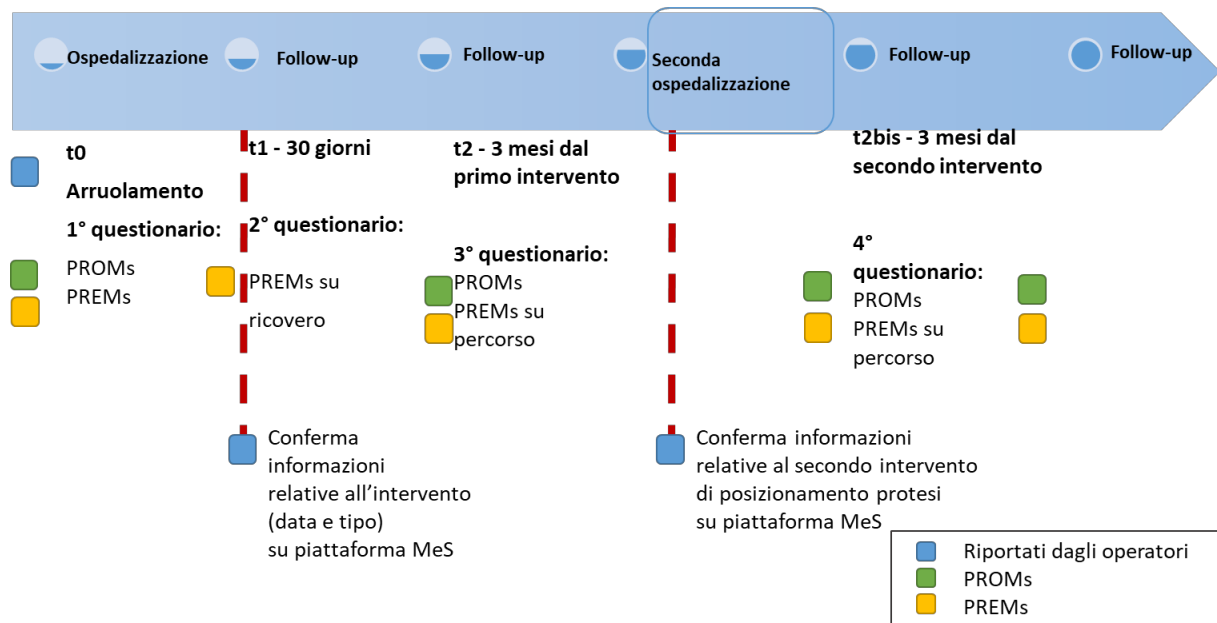 Ospedalizzazione
Follow-up
Follow-up
Seconda
ospedalizzazione
Follow-up
Follow-up
t0
Arruolamento
1° questionario:
PROMs
PREMs
t1 - 30 giorni
2° questionario:
PREMs su
ricovero
t2 - 3 mesi dal
primo intervento
3° questionario:
PROMs
PREMs su
percorso
t2bis - 3 mesi dal
secondo intervento
4°
questionario:
PROMs
PREMs su
percorso
Conferma
informazioni
relative all'intervento
(data e tipo)
su piattaforma MeS
Conferma informazioni
relative al secondo intervento
di posizionamento protesi
su piattaforma MeS
Riportati dagli operatori
PROMs
PREMs